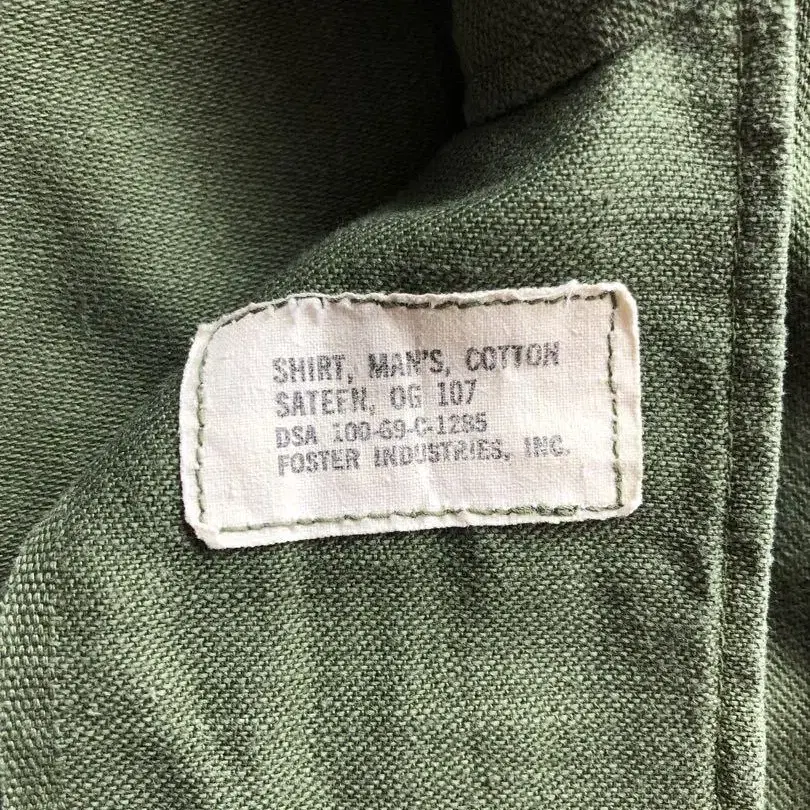 SHIRT, MAN'S, COTTON
SATEEN, OG 107
DSA 100-69-C-1285
FOSTER INDUSTRIES, INC.